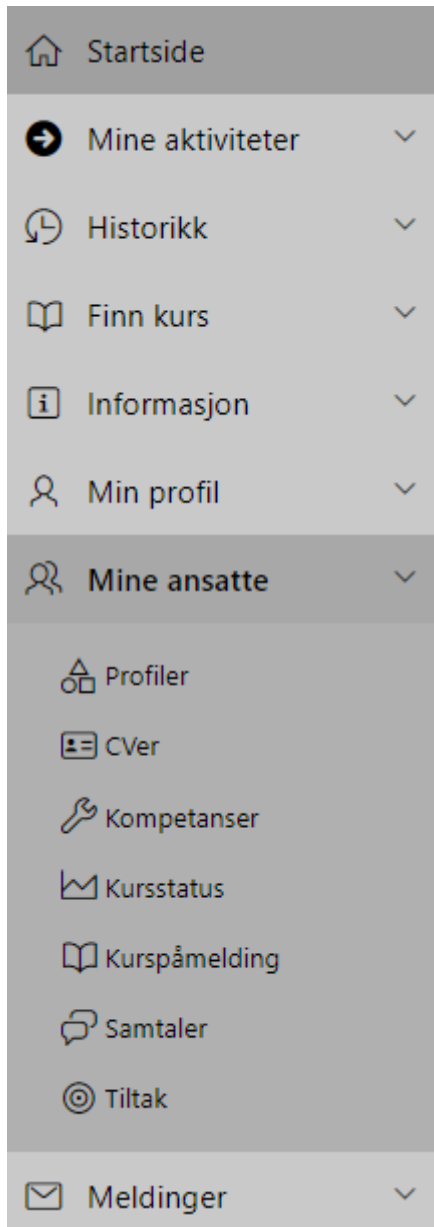 Startside
Mine aktiviteter
Historikk
Finn kurs
Informasjon
Min profil
Mine ansatte
Profiler
CVer
Kompetanser
Kursstatus
Kurspåmelding
Samtaler
Tiltak
Meldinger